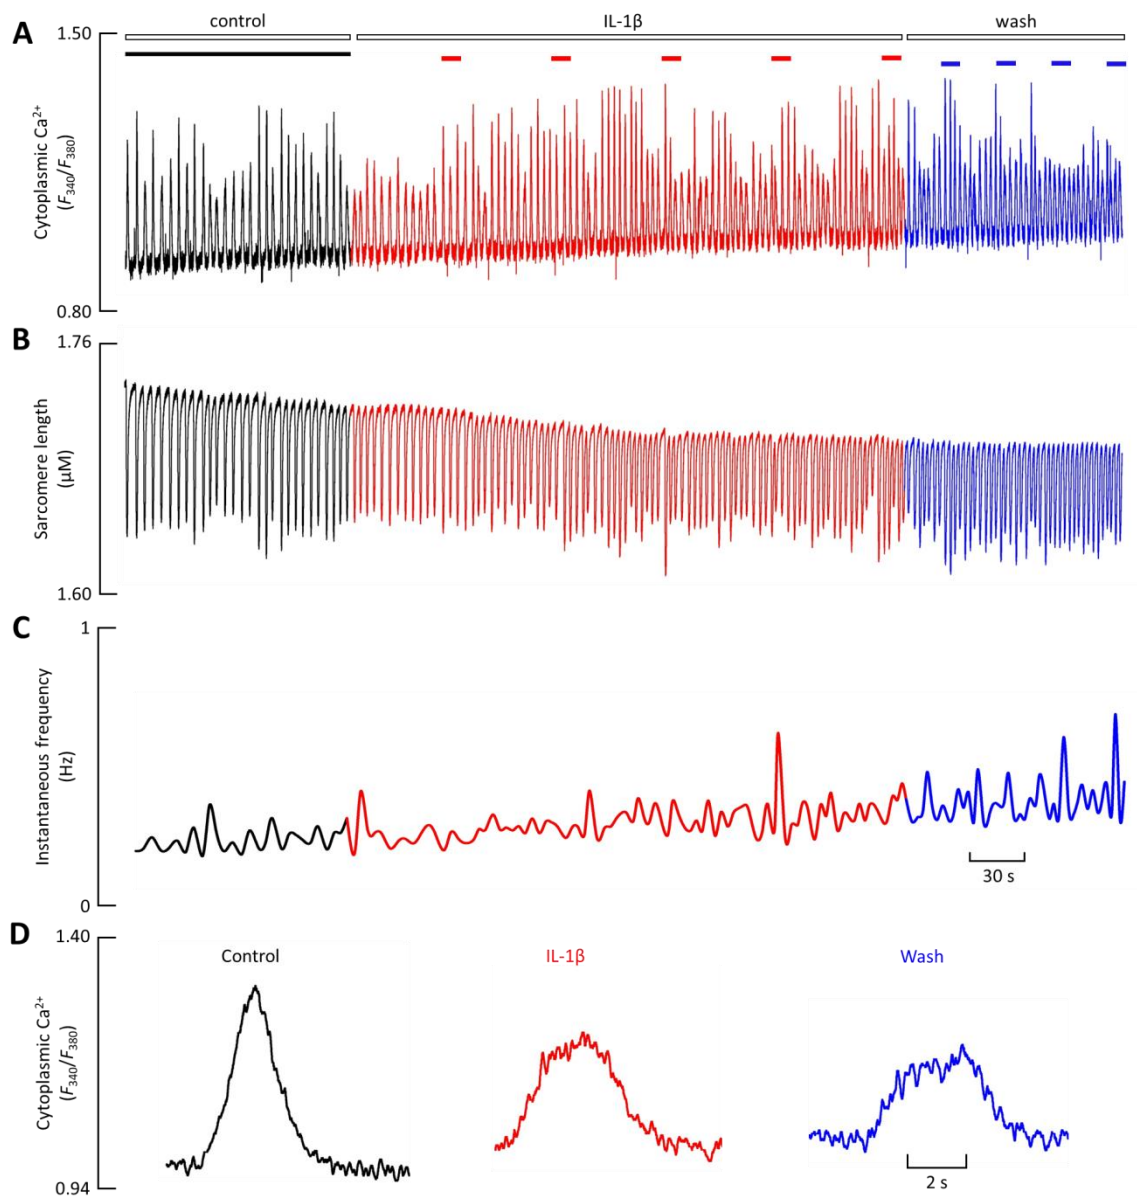 control IL-1β wash
A
1.50
Cytoplasmic Ca²⁺
(F₃₄₀/F₃₈₀)
0.80
B
1.76
Sarcomere length
(µM)
1.60
C
1
Instantaneous frequency
(Hz)
0
30 s
D
1.40
Control IL-1β Wash
Cytoplasmic Ca²⁺
(F₃₄₀/F₃₈₀)
0.94
2 s